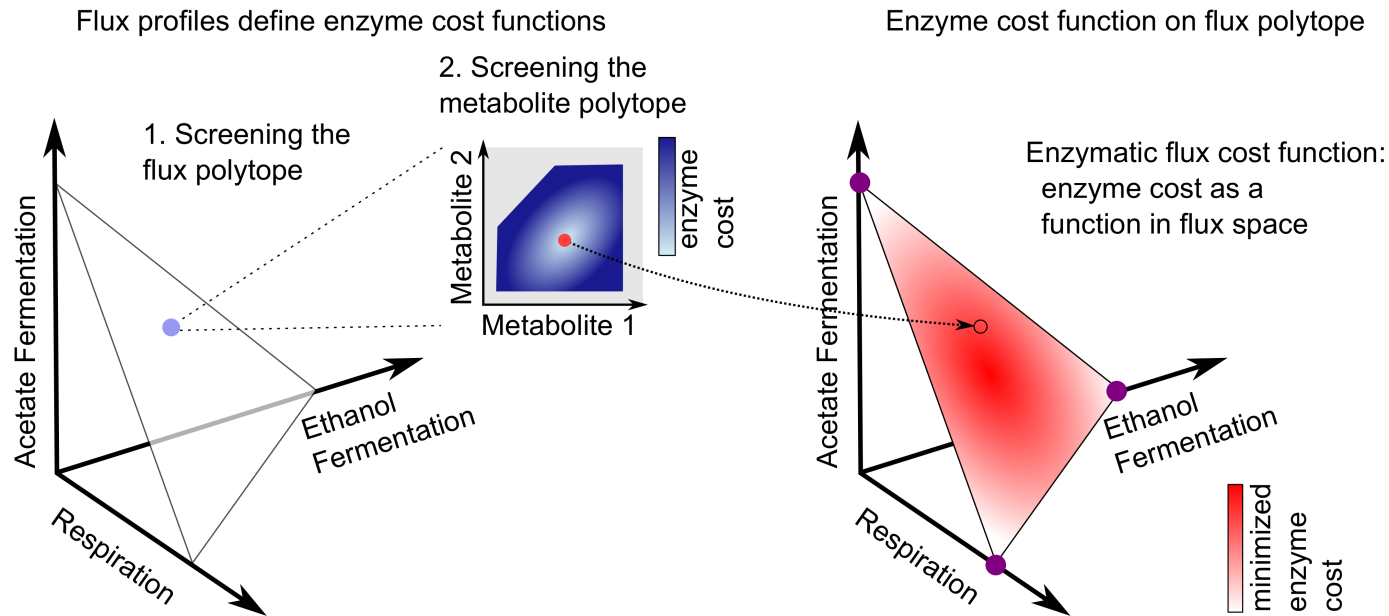 Flux profiles define enzyme cost functions
Enzyme cost function on flux polytope
1. Screening the
flux polytope
2. Screening the
metabolite polytope
Metabolite 2
Metabolite 1
enzyme
cost
Acetate Fermentation
Ethanol
Fermentation
Respiration
Enzymatic flux cost function:
enzyme cost as a
function in flux space
Acetate Fermentation
Ethanol
Fermentation
Respiration
minimized
enzyme
cost